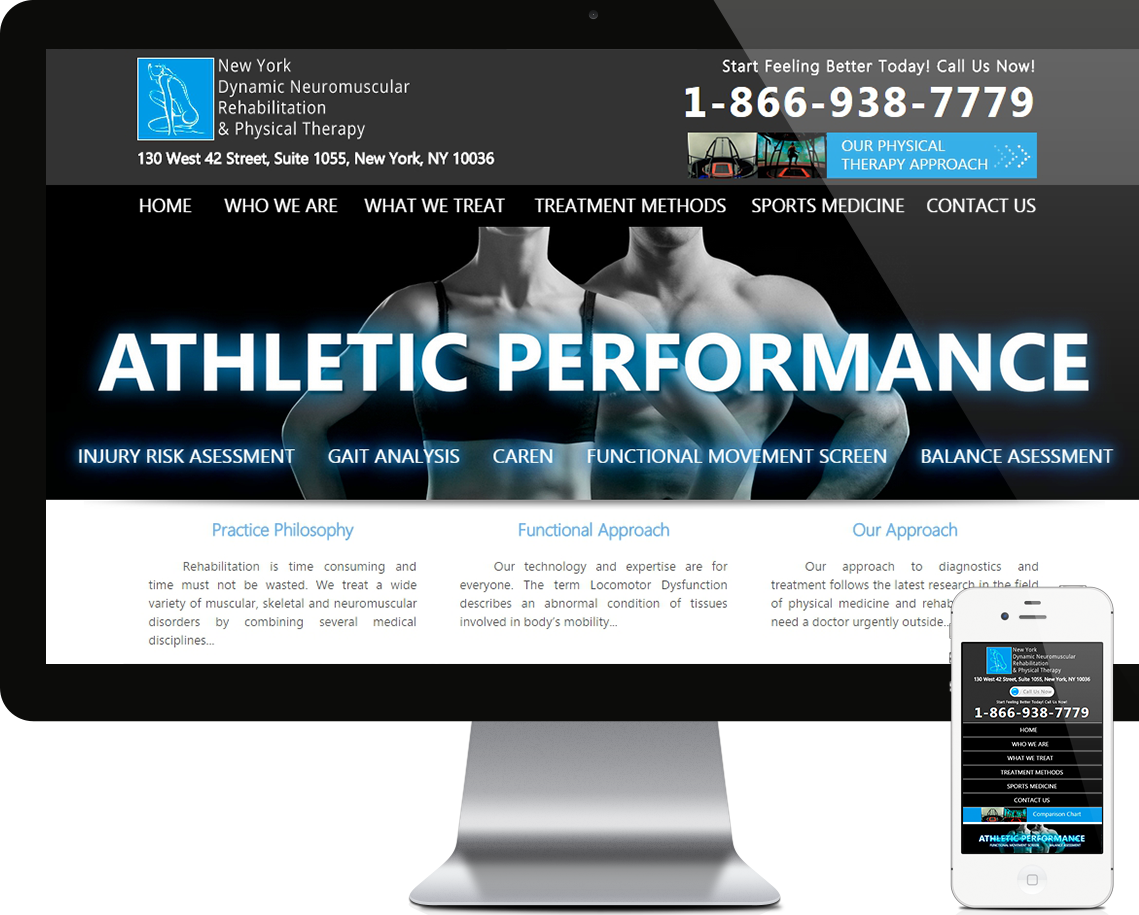 New York
Dynamic Neuromuscular
Rehabilitation
& Physical Therapy
130 West 42 Street, Suite 1055, New York, NY 10036
Start Feeling Better Today! Call Us Now!
1-866-938-7779
OUR PHYSICAL
THERAPY APPROACH
HOME WHO WE ARE WHAT WE TREAT TREATMENT METHODS SPORTS MEDICINE CONTACT US
ATHLETIC PERFORMANCE
INJURY RISK ASESSMENT GAIT ANALYSIS CAREN FUNCTIONAL MOVEMENT SCREEN BALANCE ASESSMENT
Practice Philosophy
Rehabilitation is time consuming and
time must not be wasted. We treat a wide
variety of muscular, skeletal and neuromuscular
disorders by combining several medical
disciplines...
Functional Approach
Our technology and expertise are for
everyone. The term Locomotor Dysfunction
describes an abnormal condition of tissues
involved in body's mobility...
Our Approach
Our approach to diagnostics and
treatment follows the latest research in the field
of physical medicine and rehab
need a doctor urgently outside..
New York
Dynamic Neuromuscular
Rehabilitation
& Physical Therapy
130 West 42 Street, Suite 1055, New York, NY 10036
Call Us Now
Start Feeling Better Today! Call Us Now!
1-866-938-7779
HOME
WHO WE ARE
WHAT WE TREAT
TREATMENT METHODS
SPORTS MEDICINE
CONTACT US
Comparison Chart
ATHLETIC PERFORMANCE
FUNCTIONAL MOVEMENT SCREEN BALANCE ASESSMENT